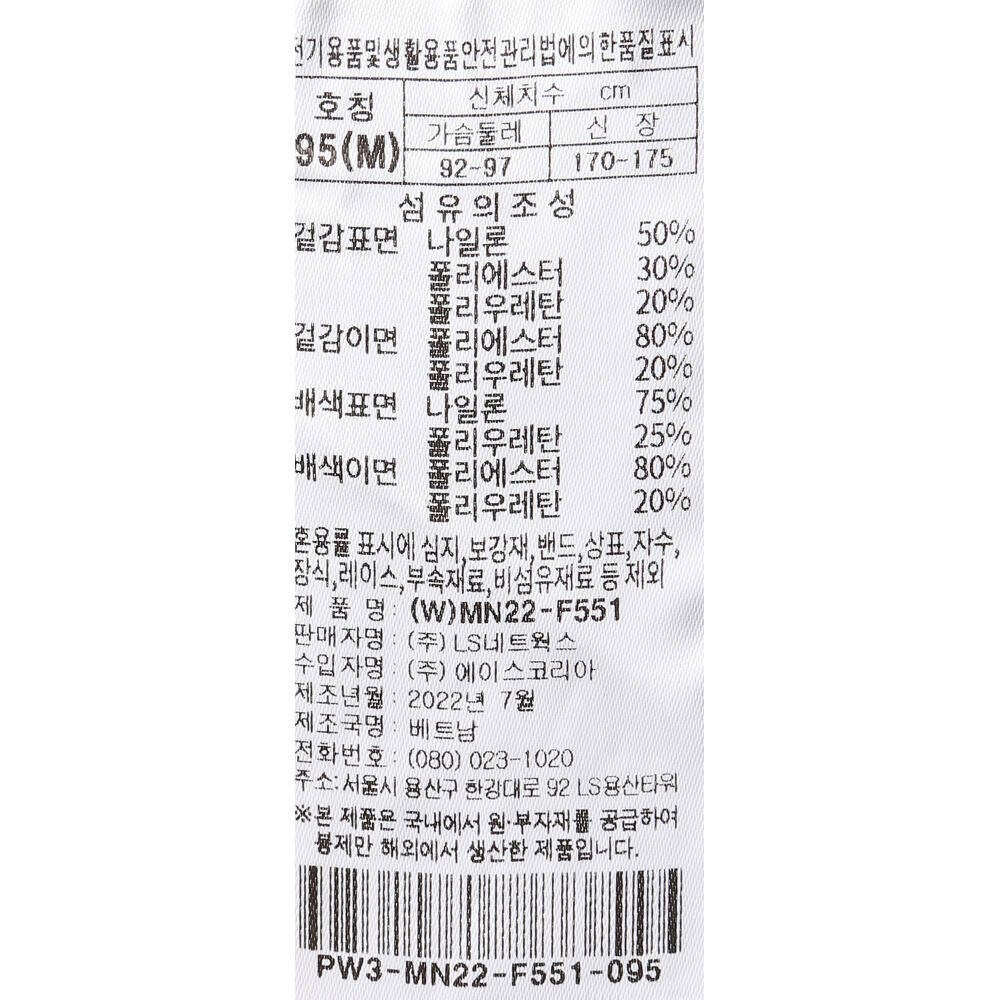 전기용품및생활용품안전관리법에의한품질표시
호칭 신체치수 cm
95(M) 가슴둘레 신 장
92-97 170-175
섬유의조성
겉감표면 나일론 50%
폴리에스터 30%
폴리우레탄 20%
겉감이면 폴리에스터 80%
폴리우레탄 20%
배색표면 나일론 75%
폴리우레탄 25%
배색이면 폴리에스터 80%
폴리우레탄 20%
혼용률 표시에 심지,보강재,밴드,상표,자수,
장식,레이스,부속재료,비섬유재료 등 제외
제 품 명: (W)MN22-F551
판매자명: (주) LS네트웍스
수입자명: (주) 에이스코리아
제조년월: 2022년 7월
제조국명: 베트남
전화번호: (080) 023-1020
주소: 서울시 용산구 한강대로 92 LS용산타워
※본 제품은 국내에서 원·부자재를 공급하여
봉제만 해외에서 생산한 제품입니다.
PW3-MN22-F551-095